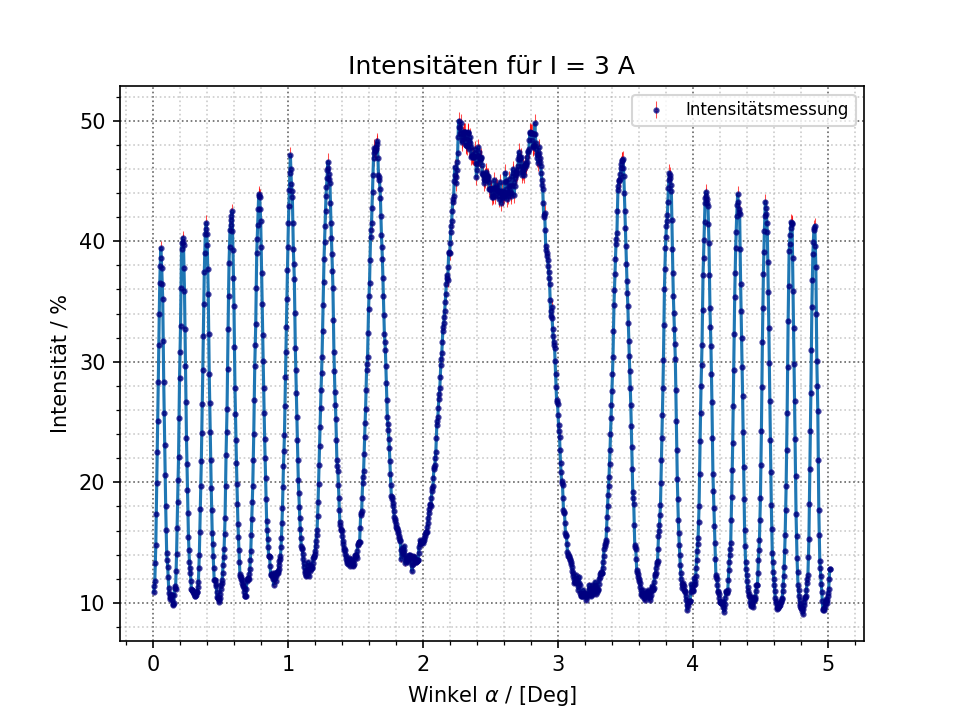 Intensitäten für I = 3 A
Intensitätsmessung
Intensität / %
50
40
30
20
10
0 1 2 3 4 5
Winkel α / [Deg]